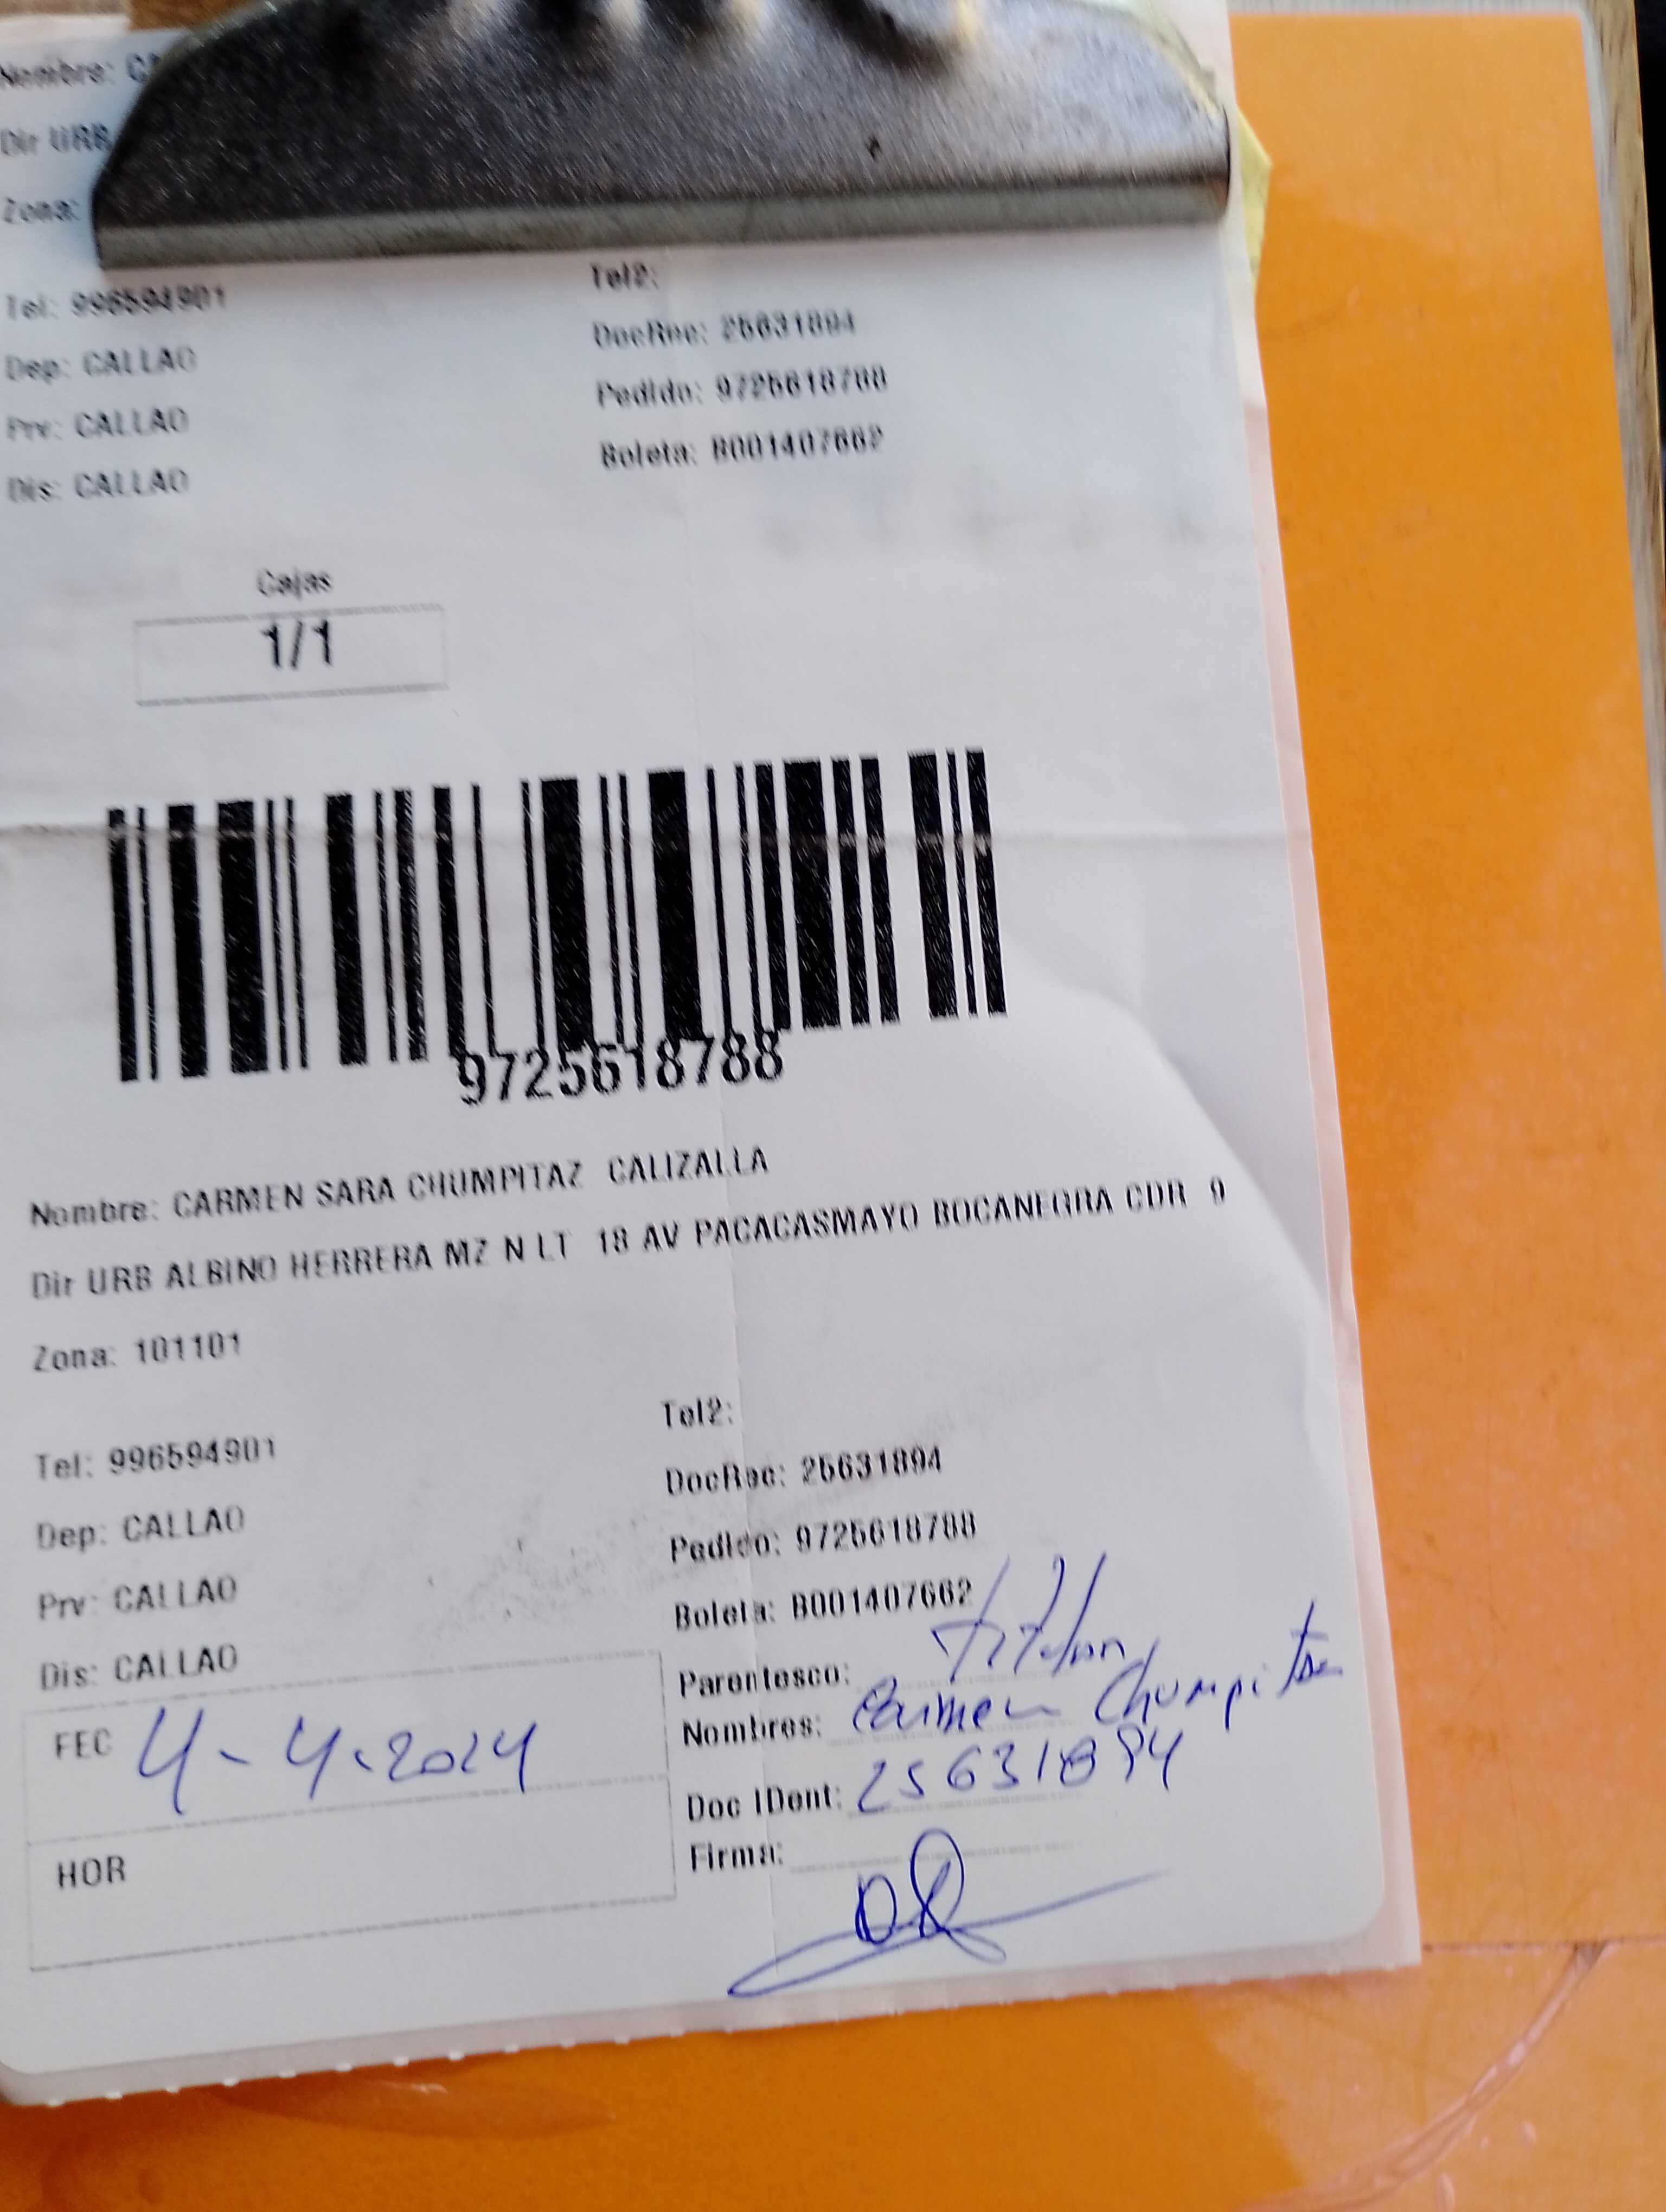 Nombre:
Dir URB
Zona:
Tel: 996594901
Tel2:
Dep: CALLAO
DocRec: 25631894
Prv: CALLAO
Pedido: 9725618788
Dis: CALLAO
Boleta: B001407662
Cajas
1/1
9725618788
Nombre: CARMEN SARA CHUMPITAZ CALIZALLA
Dir URB ALBINO HERRERA MZ N LT 18 AV PACACASMAYO BOCANEGRA CDR 9
Zona: 101101
Tel: 996594901
Tel2:
Dep: CALLAO
DocRec: 25631894
Prv: CALLAO
Pedido: 9725618788
Dis: CALLAO
Boleta: B001407662
Parentesco: titular
FEC 4-4-2024
Nombres: Carmen Chumpitaz
Doc IDent: 25631894
HOR
Firma: